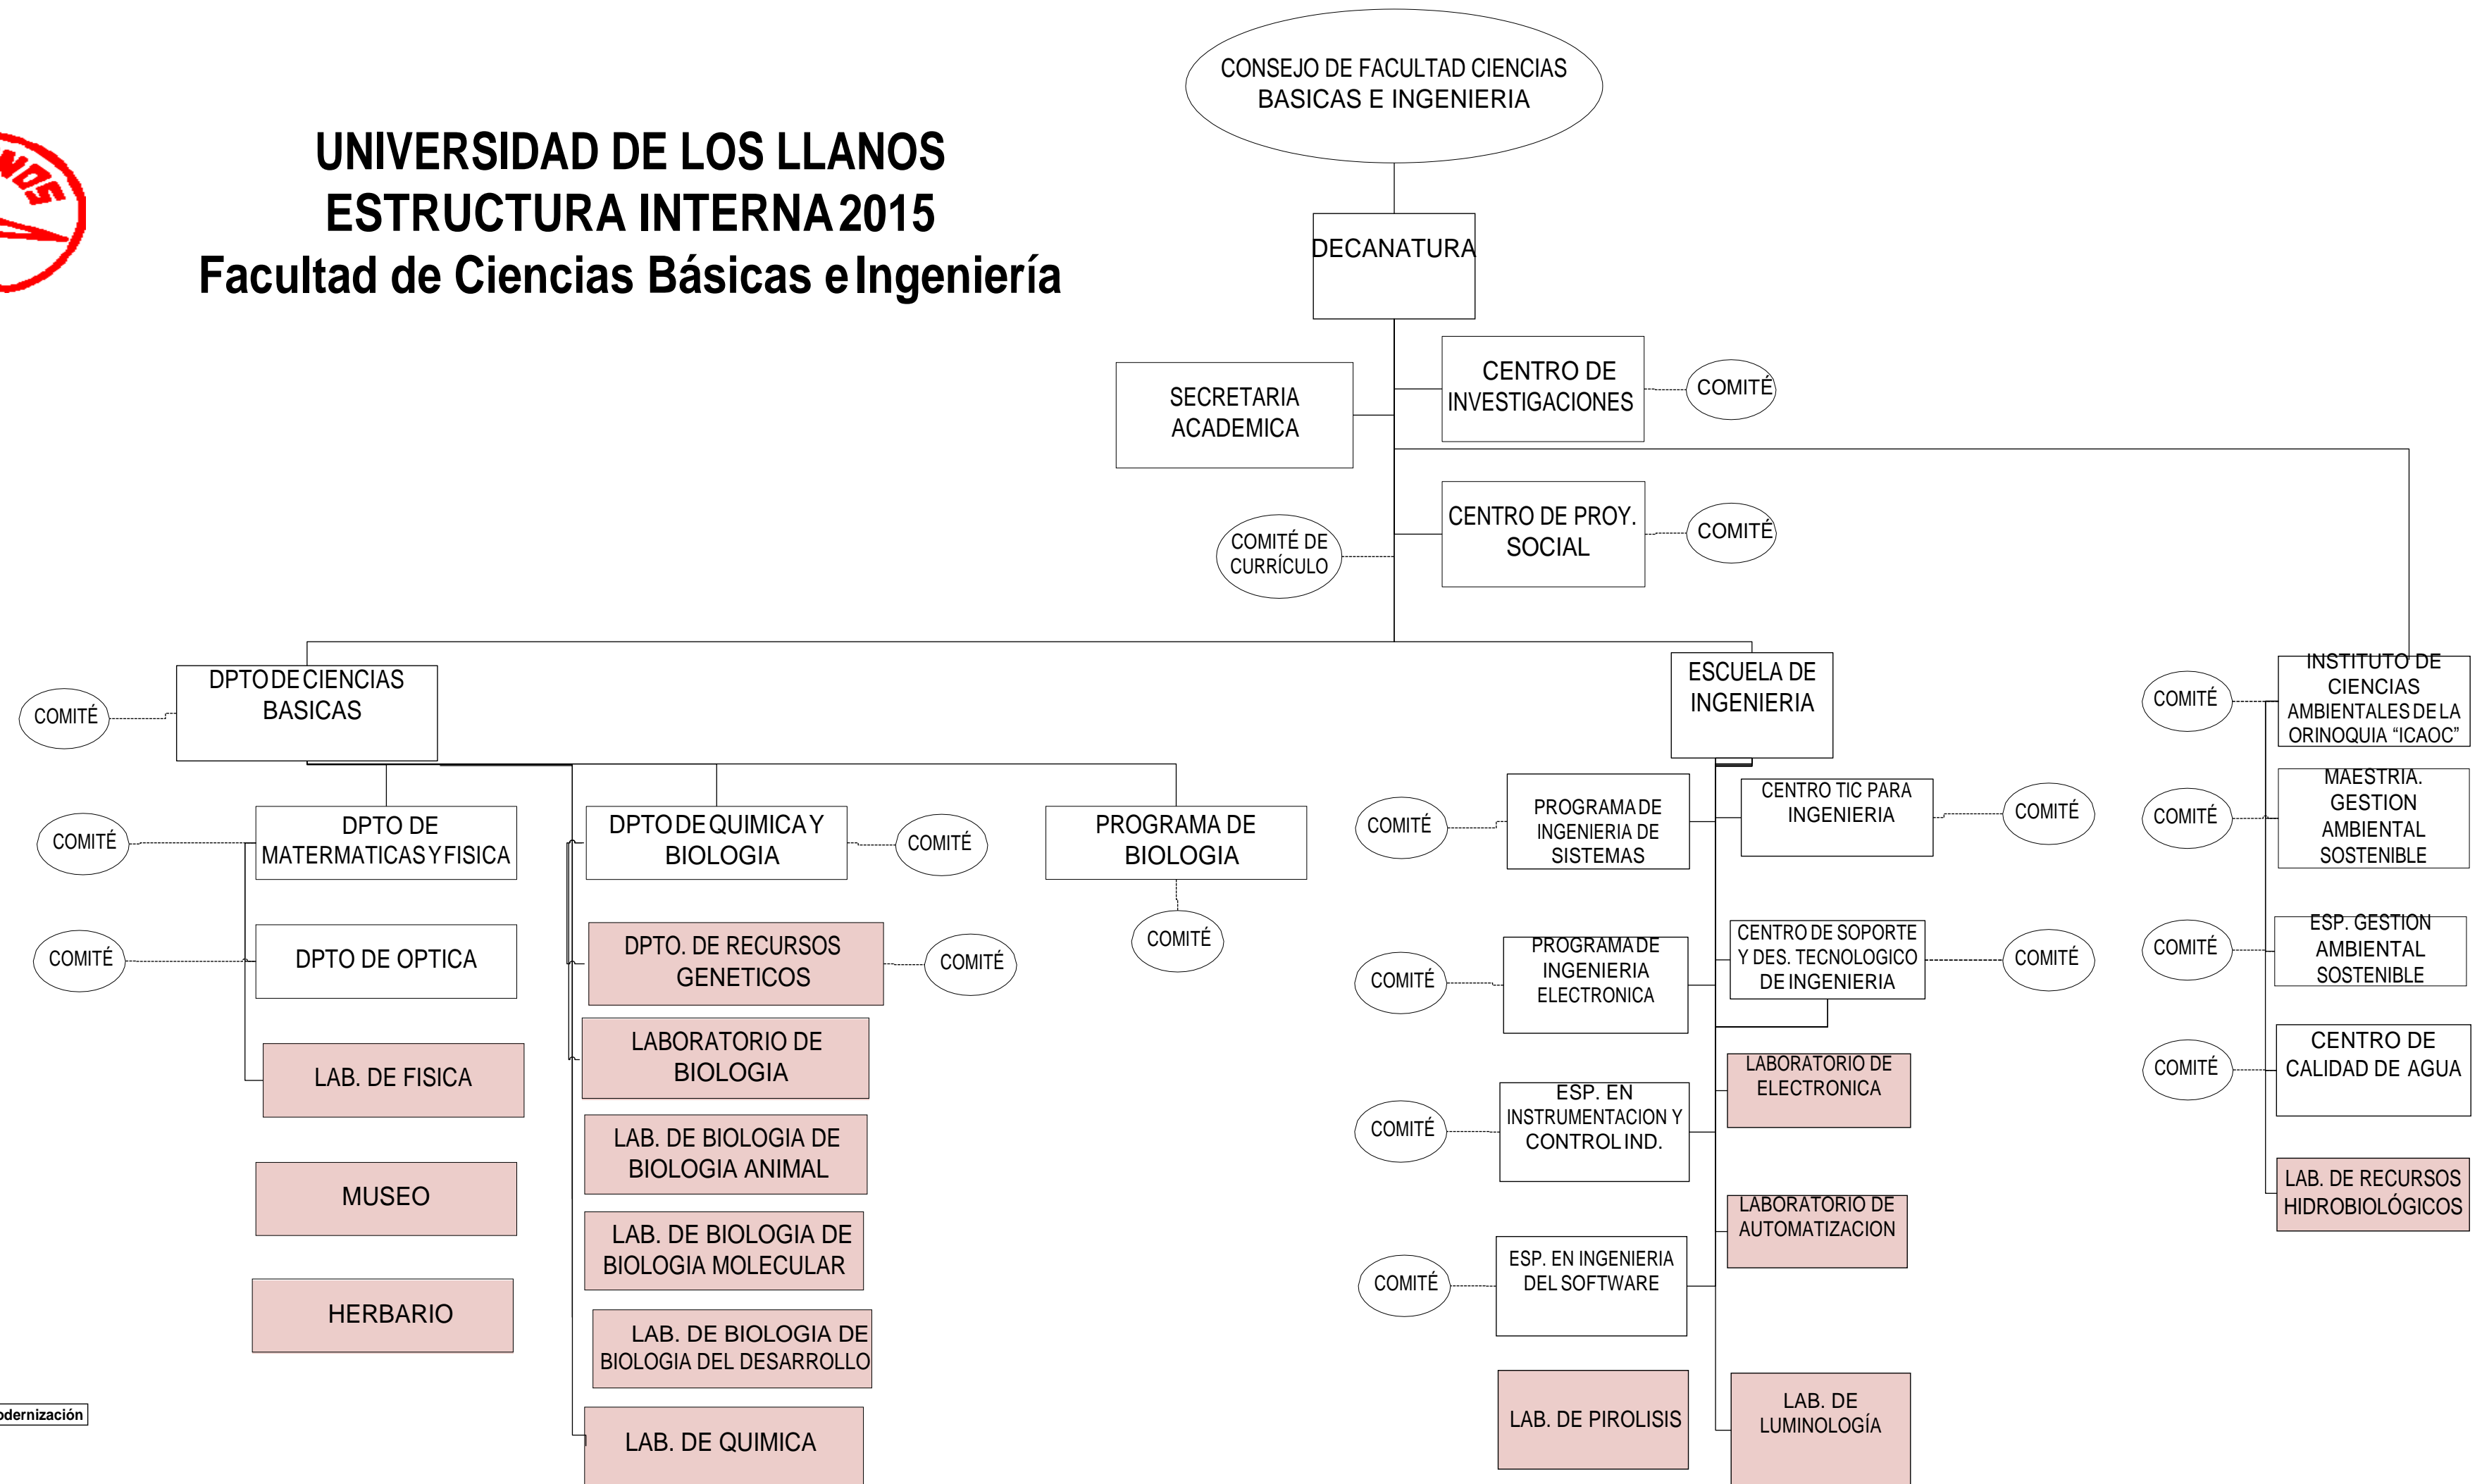 CONSEJO DE FACULTAD CIENCIAS
BASICAS E INGENIERIA
NOS
UNIVERSIDAD DE LOS LLANOS
ESTRUCTURA INTERNA 2015
Facultad de Ciencias Básicas e Ingeniería
DECANATURA
SECRETARIA
ACADEMICA
CENTRO DE
INVESTIGACIONES
COMITÉ
CENTRO DE PROY.
SOCIAL
COMITÉ
COMITÉ DE
CURRÍCULO
COMITÉ
DPTO DE CIENCIAS
BASICAS
ESCUELA DE
INGENIERIA
COMITÉ
INSTITUTO DE
CIENCIAS
AMBIENTALES DE LA
ORINOQUIA “ICAOC”
COMITÉ
DPTO DE
MATERMATICAS Y FISICA
DPTO DE QUIMICA Y
BIOLOGIA
COMITÉ
PROGRAMA DE
BIOLOGIA
COMITÉ
COMITÉ
DPTO DE OPTICA
DPTO. DE RECURSOS
GENETICOS
COMITÉ
LAB. DE FISICA
LABORATORIO DE
BIOLOGIA
MUSEO
LAB. DE BIOLOGIA DE
BIOLOGIA ANIMAL
HERBARIO
LAB. DE BIOLOGIA DE
BIOLOGIA MOLECULAR
LAB. DE BIOLOGIA DE
BIOLOGIA DEL DESARROLLO
LAB. DE QUIMICA
COMITÉ
PROGRAMA DE
INGENIERIA DE
SISTEMAS
CENTRO TIC PARA
INGENIERIA
COMITÉ
COMITÉ
PROGRAMA DE
INGENIERIA
ELECTRONICA
CENTRO DE SOPORTE
Y DES. TECNOLOGICO
DE INGENIERIA
COMITÉ
COMITÉ
ESP. EN
INSTRUMENTACION Y
CONTROL IND.
LABORATORIO DE
ELECTRONICA
COMITÉ
ESP. EN INGENIERIA
DEL SOFTWARE
LABORATORIO DE
AUTOMATIZACION
LAB. DE PIROLISIS
LAB. DE
LUMINOLOGÍA
COMITÉ
MAESTRIA.
GESTION
AMBIENTAL
SOSTENIBLE
COMITÉ
ESP. GESTION
AMBIENTAL
SOSTENIBLE
COMITÉ
CENTRO DE
CALIDAD DE AGUA
LAB. DE RECURSOS
HIDROBIOLÓGICOS
odernización